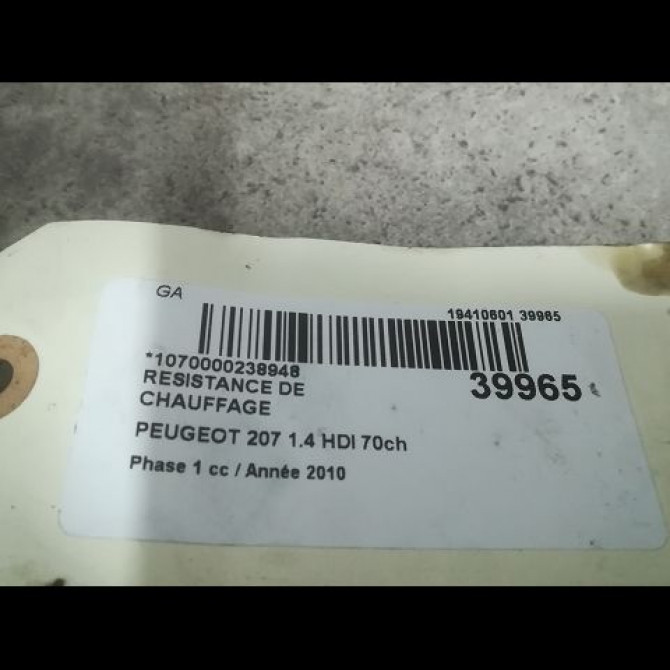 GA
19410601 39965
*1070000238948
39965
RESISTANCE DE
CHAUFFAGE
PEUGEOT 207 1.4 HDI 70ch
Phase 1 cc / Année 2010